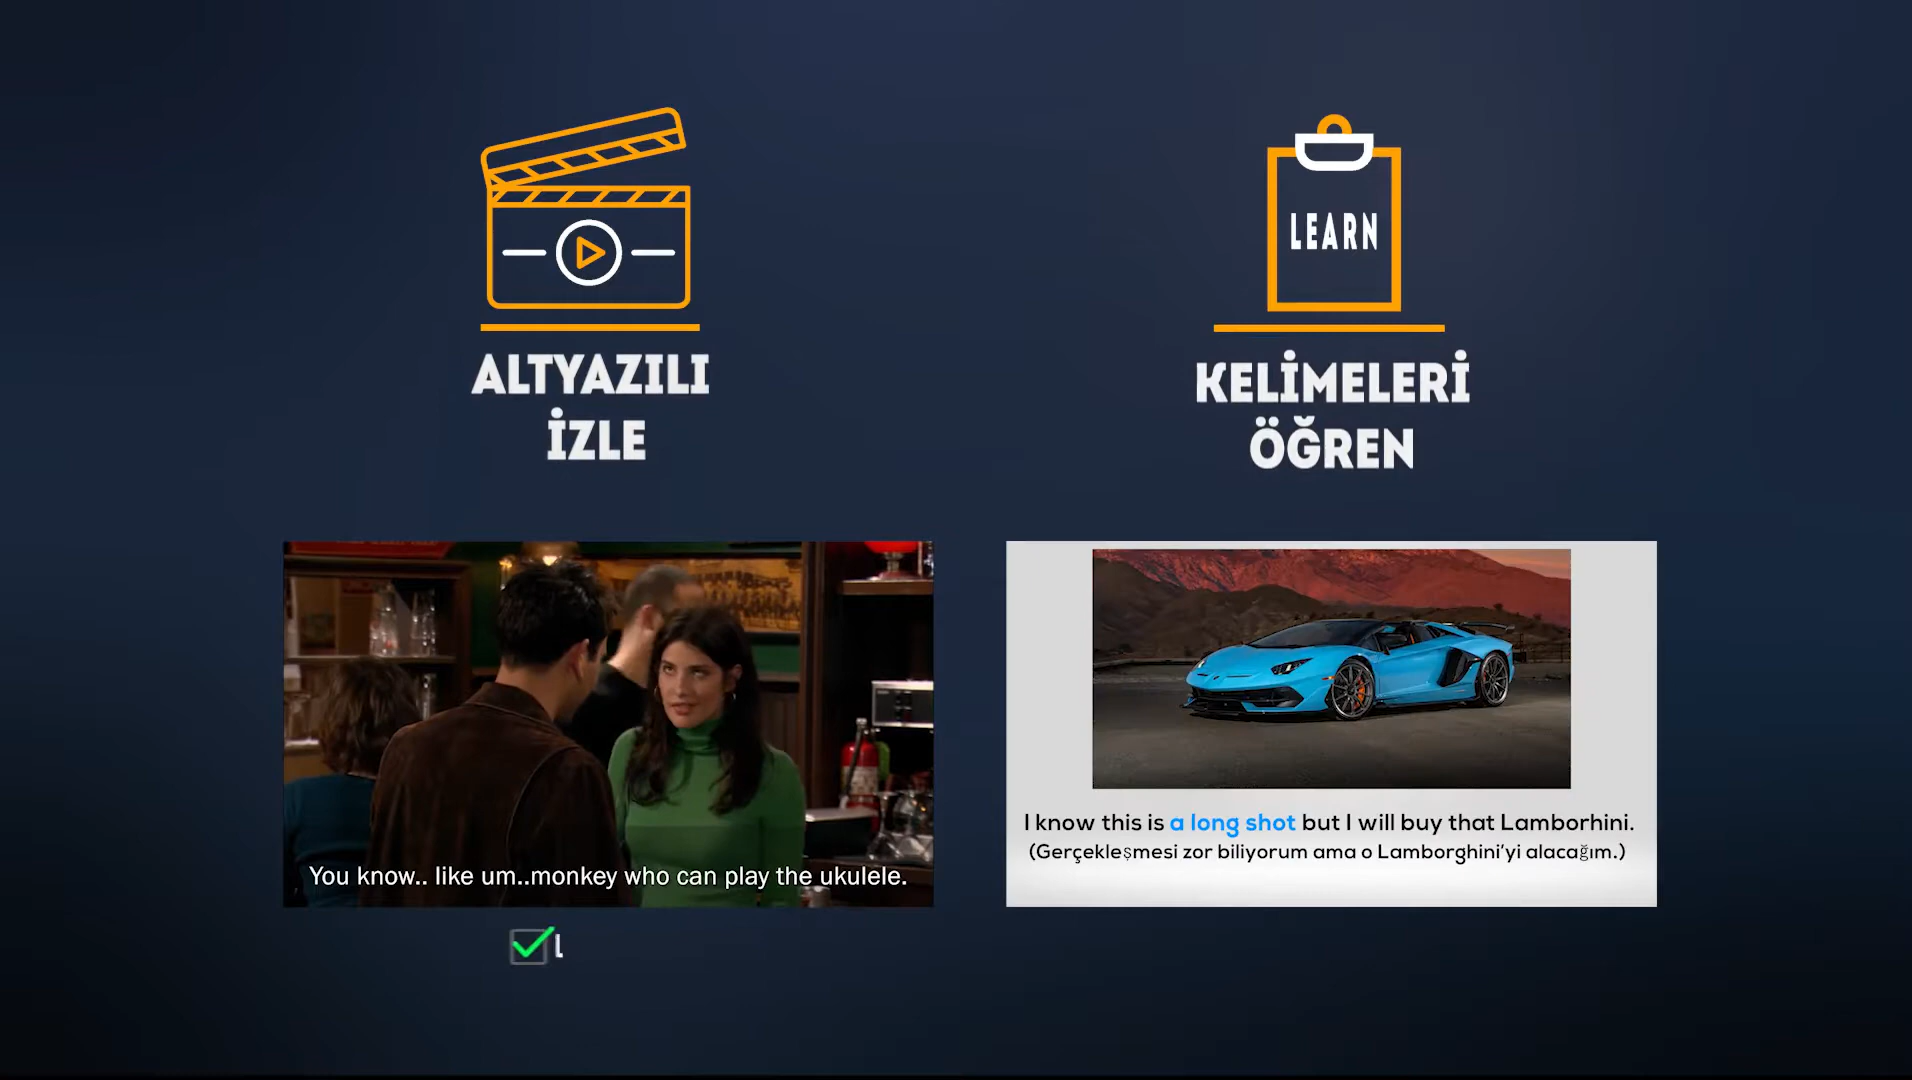 LEARN
ALTYAZILI
İZLE
KELİMELERİ
ÖĞREN
You know.. like um..monkey who can play the ukulele.
I know this is a long shot but I will buy that Lamborhini.
(Gerçekleşmesi zor biliyorum ama o Lamborghini'yi alacağım.)